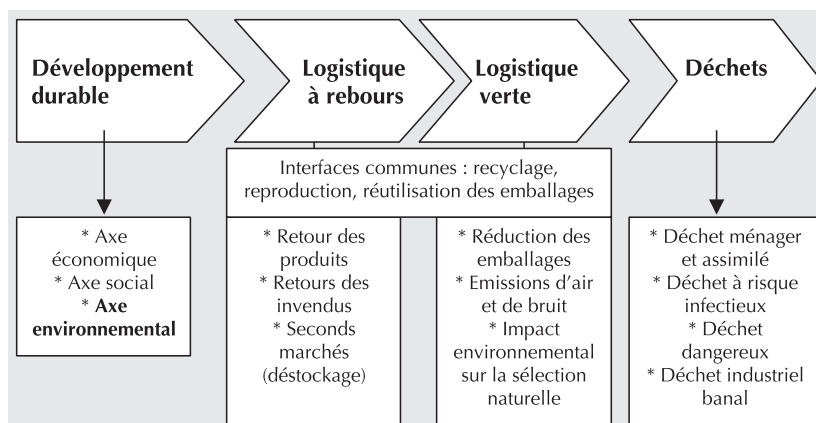 Développement
durable
Logistique
à rebours
Logistique
verte
Déchets
Interfaces communes : recyclage,
reproduction, réutilisation des emballages
* Axe
économique
* Axe social
* Axe
environnemental
* Retour des
produits
* Retours des
invendus
* Seconds
marchés
(déstockage)
* Réduction des
emballages
* Emissions d'air
et de bruit
* Impact
environnemental
sur la sélection
naturelle
* Déchet ménager
et assimilé
* Déchet à risque
infectieux
* Déchet
dangereux
* Déchet industriel
banal